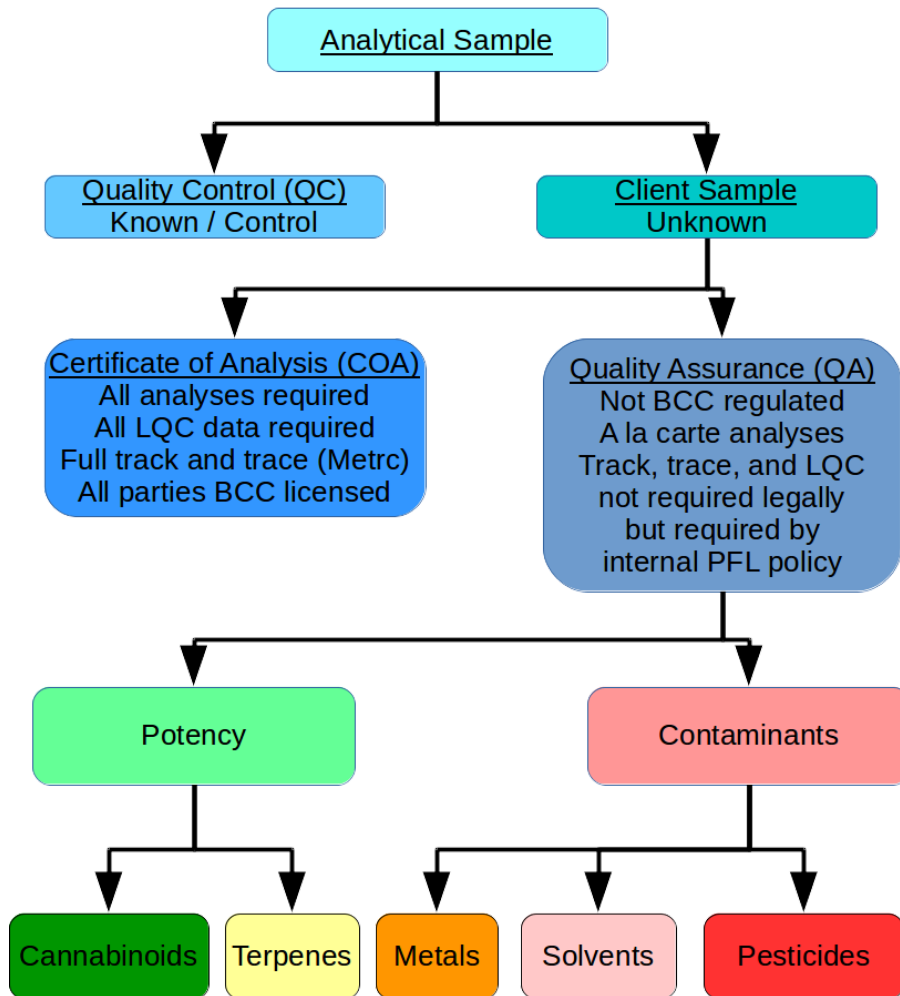 Analytical Sample
Quality Control (QC)
Known / Control
Client Sample
Unknown
Certificate of Analysis (COA)
All analyses required
All LQC data required
Full track and trace (Metrc)
All parties BCC licensed
Quality Assurance (QA)
Not BCC regulated
A la carte analyses
Track, trace, and LQC
not required legally
but required by
internal PFL policy
Potency
Contaminants
Cannabinoids
Terpenes
Metals
Solvents
Pesticides